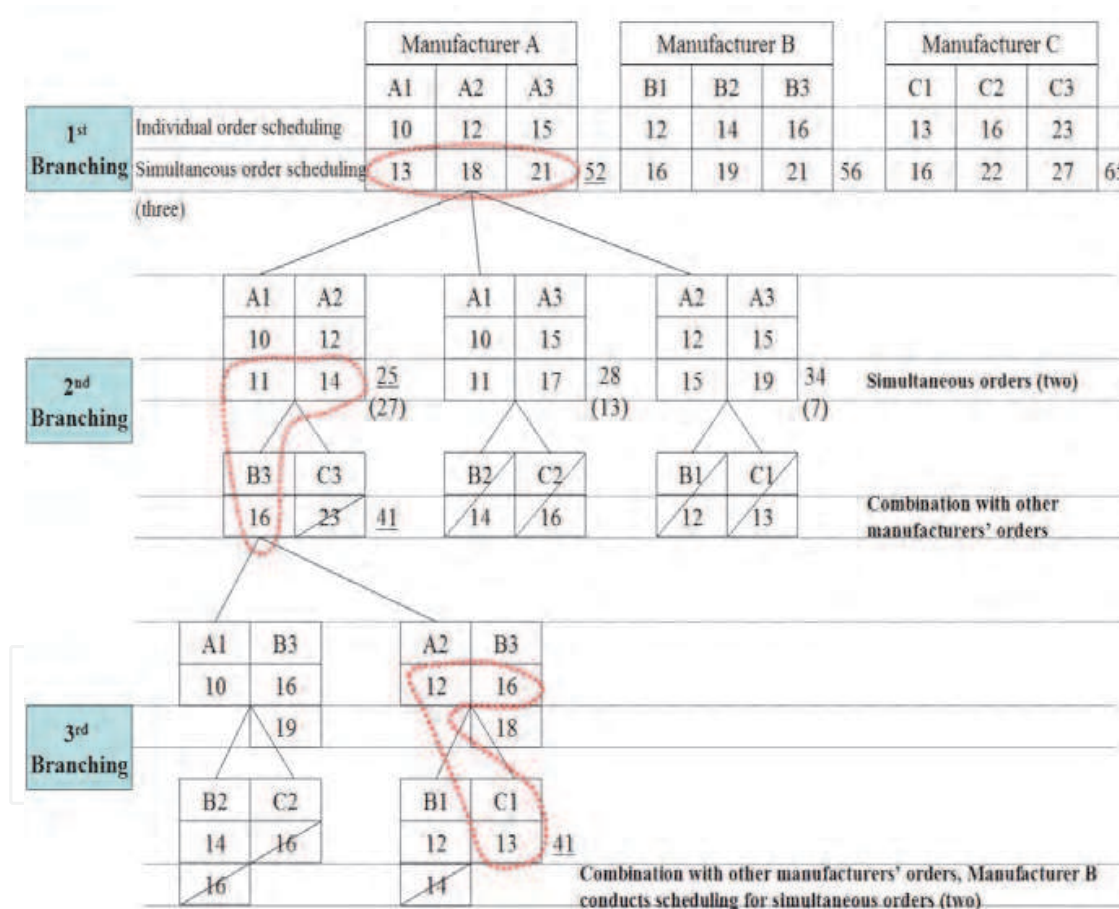 Manufacturer A Manufacturer B Manufacturer C
A1 A2 A3 B1 B2 B3 C1 C2 C3
1st Branching
Individual order scheduling 10 12 15 12 14 16 13 16 23
Simultaneous order scheduling 13 18 21 52 16 19 21 56 16 22 27
(three)
A1 A2 A1 A3 A2 A3
10 12 10 15 12 15
2nd Branching
11 14 25 11 17 28 15 19 34 Simultaneous orders (two)
(27) (13) (7)
B3 C3 B2 C2 B1 C1
16 23 41 14 16 12 13 Combination with other
manufacturers' orders
A1 B3 A2 B3
10 16 12 16
3rd Branching
19 18
B2 C2 B1 C1
14 16 12 13 41
16 14 Combination with other manufacturers' orders, Manufacturer B
conducts scheduling for simultaneous orders (two)